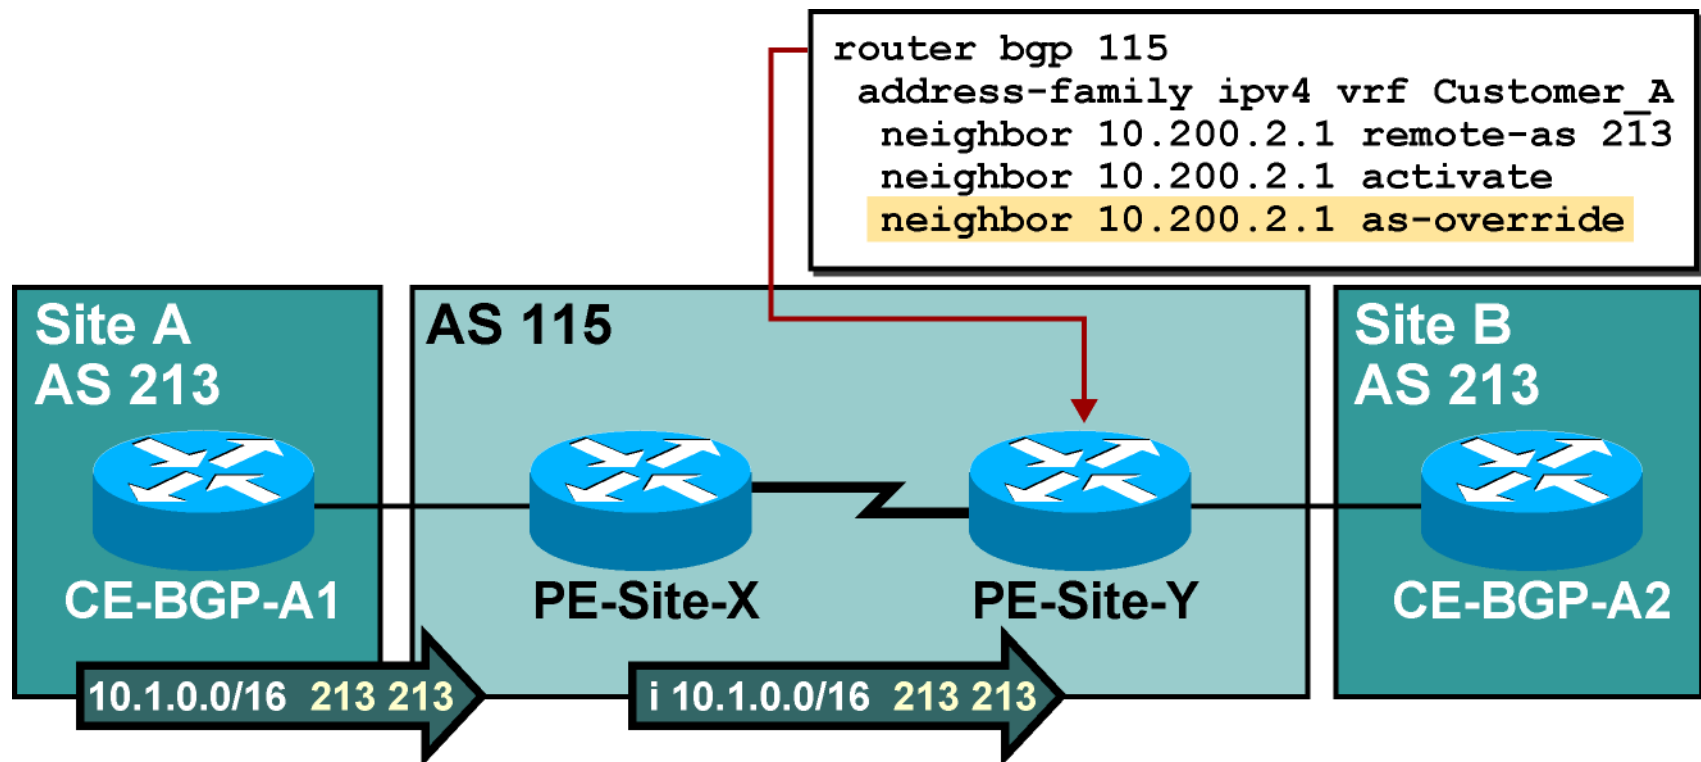 router bgp 115
address-family ipv4 vrf Customer_A
neighbor 10.200.2.1 remote-as 213
neighbor 10.200.2.1 activate
neighbor 10.200.2.1 as-override
Site A
AS 213
AS 115
Site B
AS 213
CE-BGP-A1
PE-Site-X
PE-Site-Y
CE-BGP-A2
10.1.0.0/16 213 213
i 10.1.0.0/16 213 213